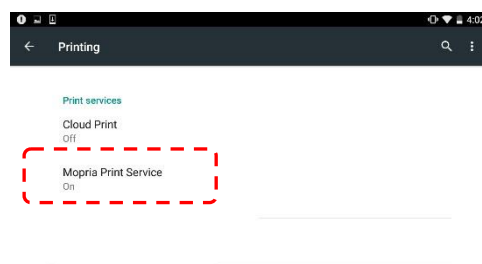 4:02
Printing
Print services
Cloud Print
Off
Mopria Print Service
On